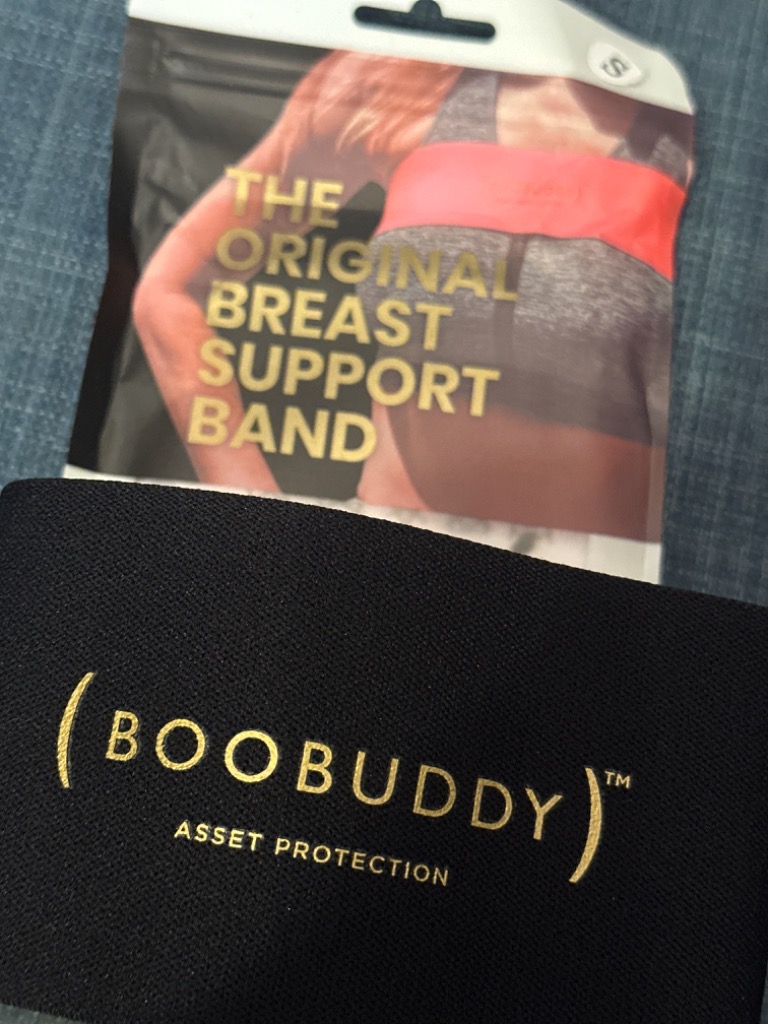 S
THE
ORIGINAL
BREAST
SUPPORT
BAND
(BOOBUDDY)™
ASSET PROTECTION